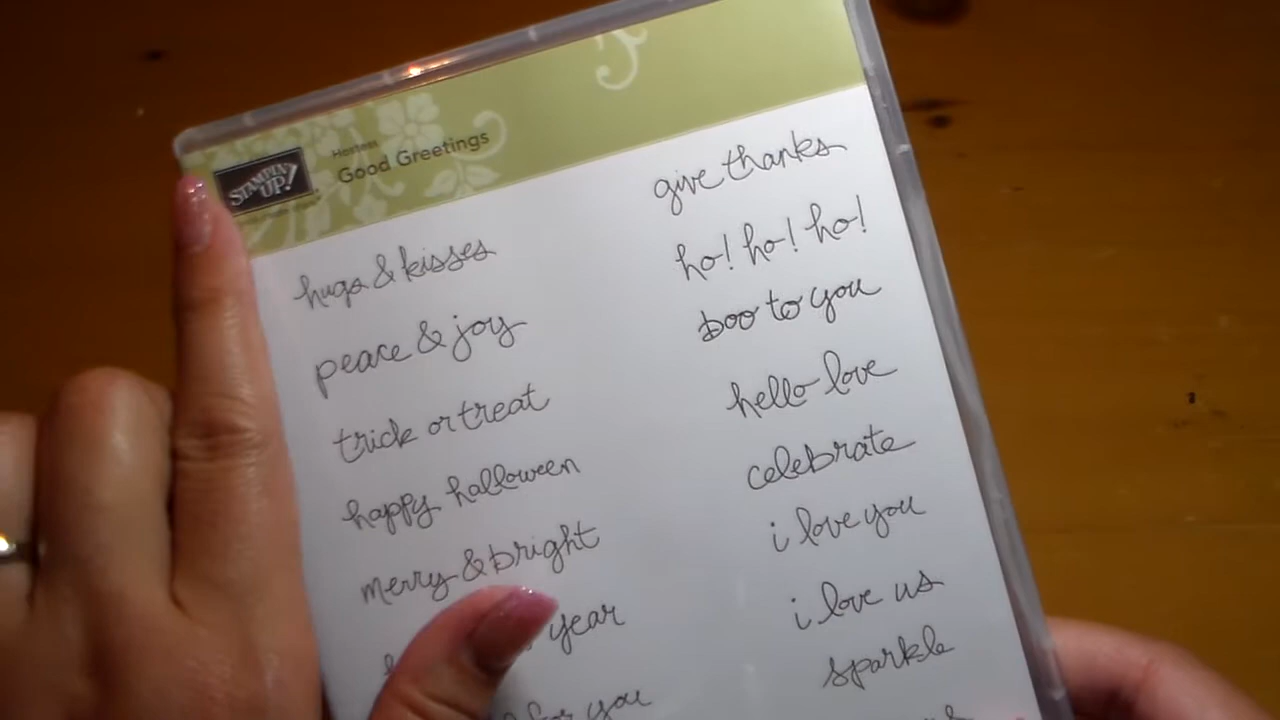 STAMPIN' UP!
Hostess
Good Greetings
hugs & kisses
peace & joy
trick or treat
happy halloween
merry & bright
year
for you
give thanks
ho! ho! ho!
boo to you
hello love
celebrate
i love you
i love us
sparkle